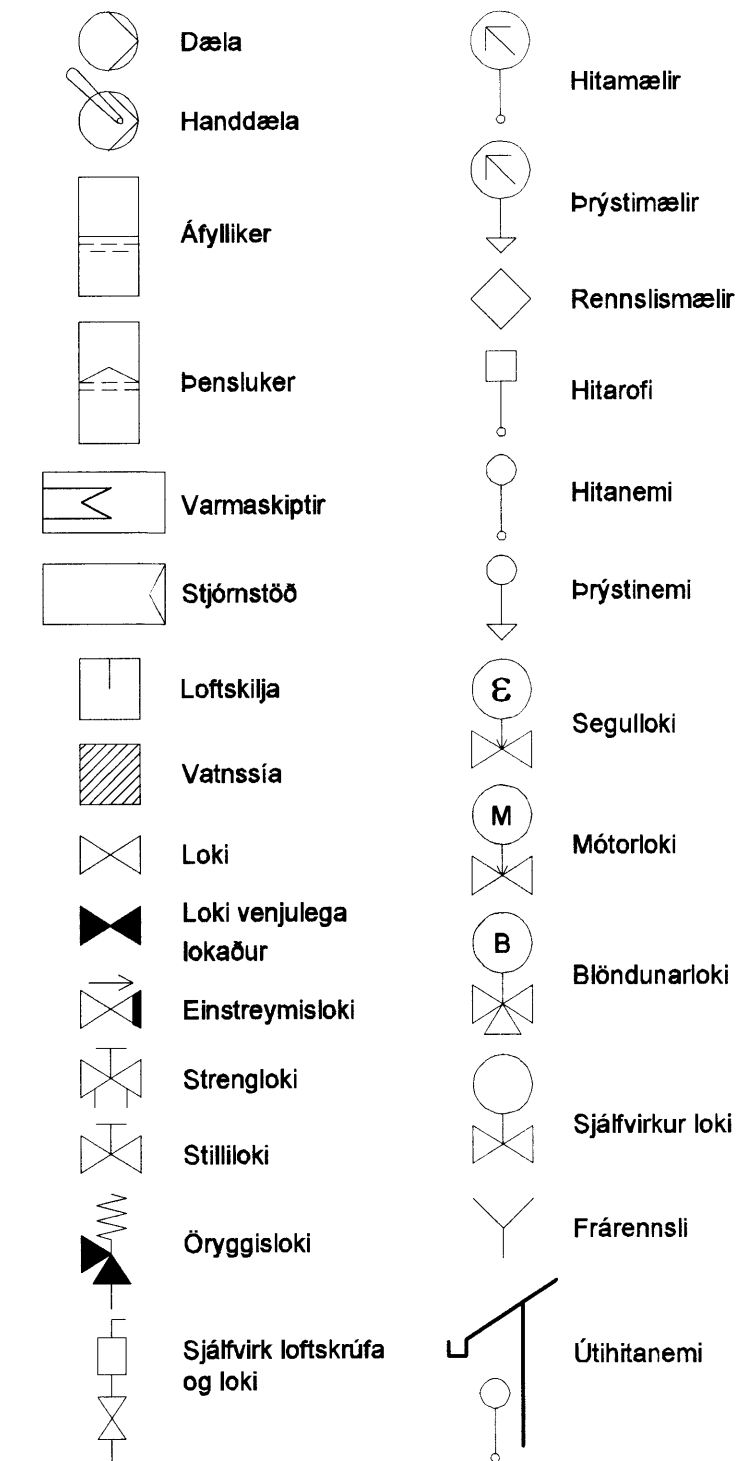 Dæla
Handdæla
Áfylliker
Þensluker
Varmaskiptir
Stjórnstöð
Loftskilja
Vatnssía
Loki
Loki venjulega
lokaður
Einstreymisloki
Strengloki
Stilliloki
Öryggisloki
Sjálfvirk loftskrúfa
og loki
Hitamælir
Þrýstimælir
Rennslismælir
Hitarofi
Hitanemi
Þrýstinemi
ε
Segulloki
M
Mótorloki
B
Blöndunarloki
Sjálfvirkur loki
Frárennsli
Útihitanemi